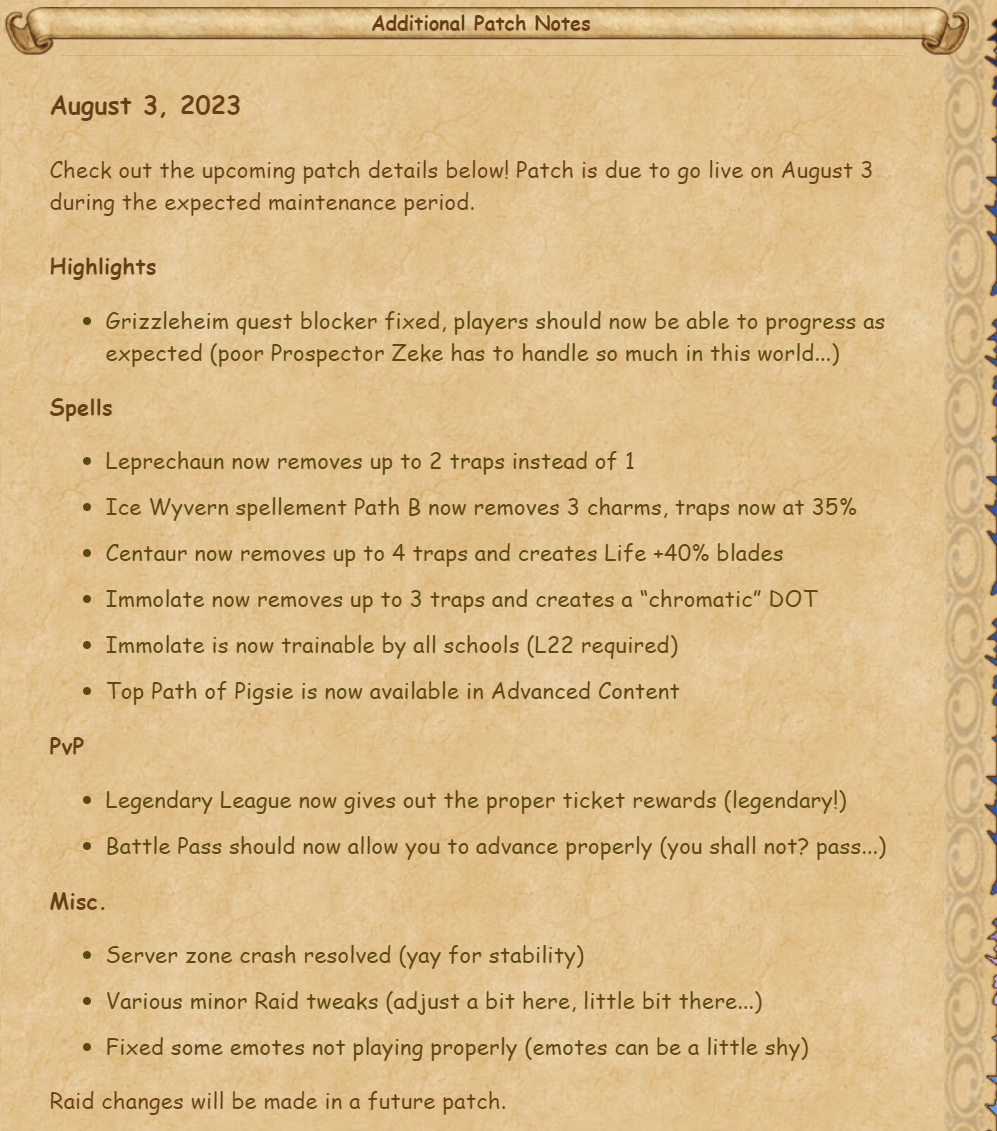 Additional Patch Notes
August 3, 2023
Check out the upcoming patch details below! Patch is due to go live on August 3
during the expected maintenance period.
Highlights
• Grizzleheim quest blocker fixed, players should now be able to progress as
expected (poor Prospector Zeke has to handle so much in this world...)
Spells
• Leprechaun now removes up to 2 traps instead of 1
• Ice Wyvern spellement Path B now removes 3 charms, traps now at 35%
• Centaur now removes up to 4 traps and creates Life +40% blades
• Immolate now removes up to 3 traps and creates a “chromatic” DOT
• Immolate is now trainable by all schools (L22 required)
• Top Path of Pigsie is now available in Advanced Content
PvP
• Legendary League now gives out the proper ticket rewards (legendary!)
• Battle Pass should now allow you to advance properly (you shall not? pass...)
Misc.
• Server zone crash resolved (yay for stability)
• Various minor Raid tweaks (adjust a bit here, little bit there...)
• Fixed some emotes not playing properly (emotes can be a little shy)
Raid changes will be made in a future patch.